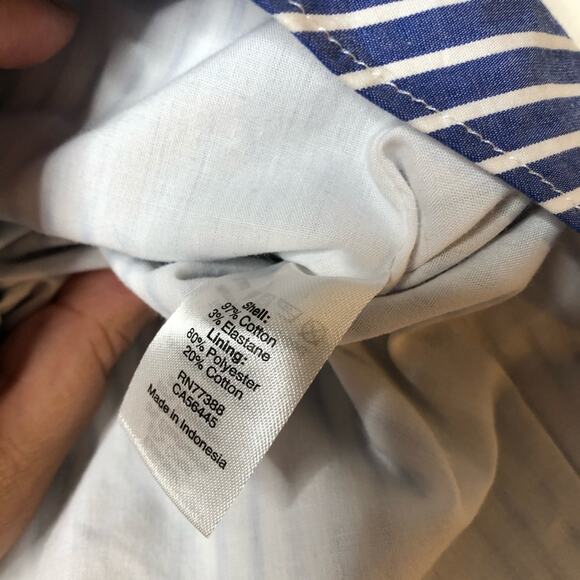 Shell:
97% Cotton
3% Elastane
Lining:
80% Polyester
20% Cotton
RN77388
CA56445
Made in Indonesia